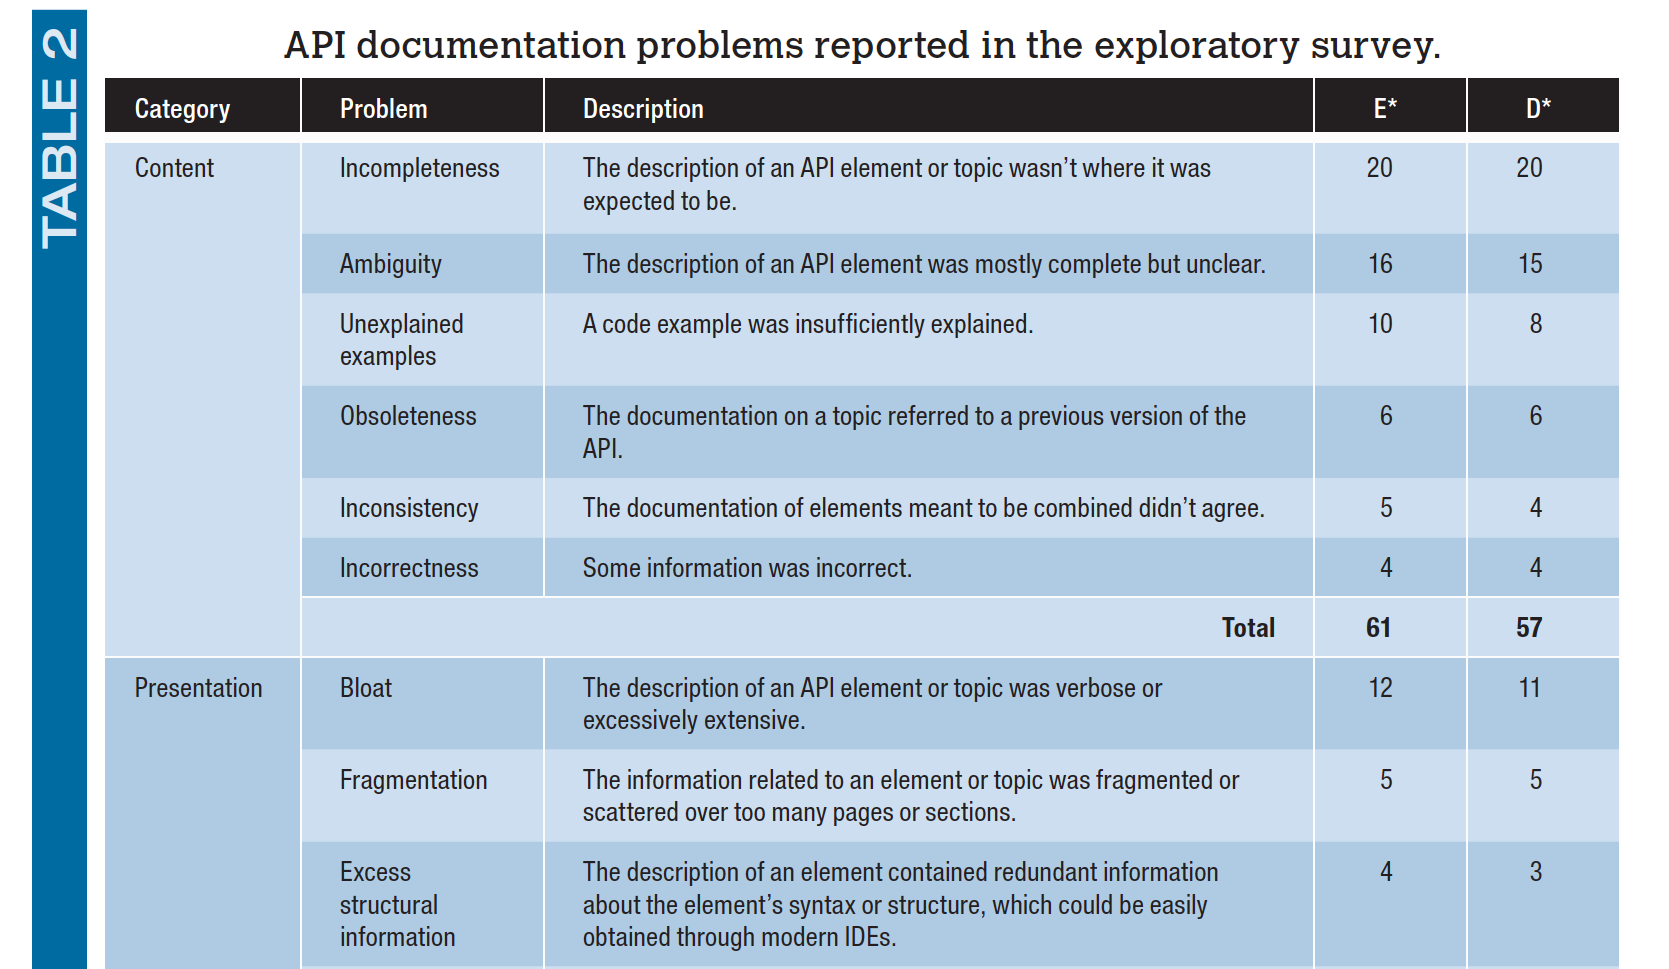 TABLE 2
API documentation problems reported in the exploratory survey.
Category Problem Description E* D*
Content Incompleteness The description of an API element or topic wasn’t where it was 20 20
expected to be.
Ambiguity The description of an API element was mostly complete but unclear. 16 15
Unexplained A code example was insufficiently explained. 10 8
examples
Obsoleteness The documentation on a topic referred to a previous version of the 6 6
API.
Inconsistency The documentation of elements meant to be combined didn’t agree. 5 4
Incorrectness Some information was incorrect. 4 4
Total 61 57
Presentation Bloat The description of an API element or topic was verbose or 12 11
excessively extensive.
Fragmentation The information related to an element or topic was fragmented or 5 5
scattered over too many pages or sections.
Excess The description of an element contained redundant information 4 3
structural about the element’s syntax or structure, which could be easily
information obtained through modern IDEs.